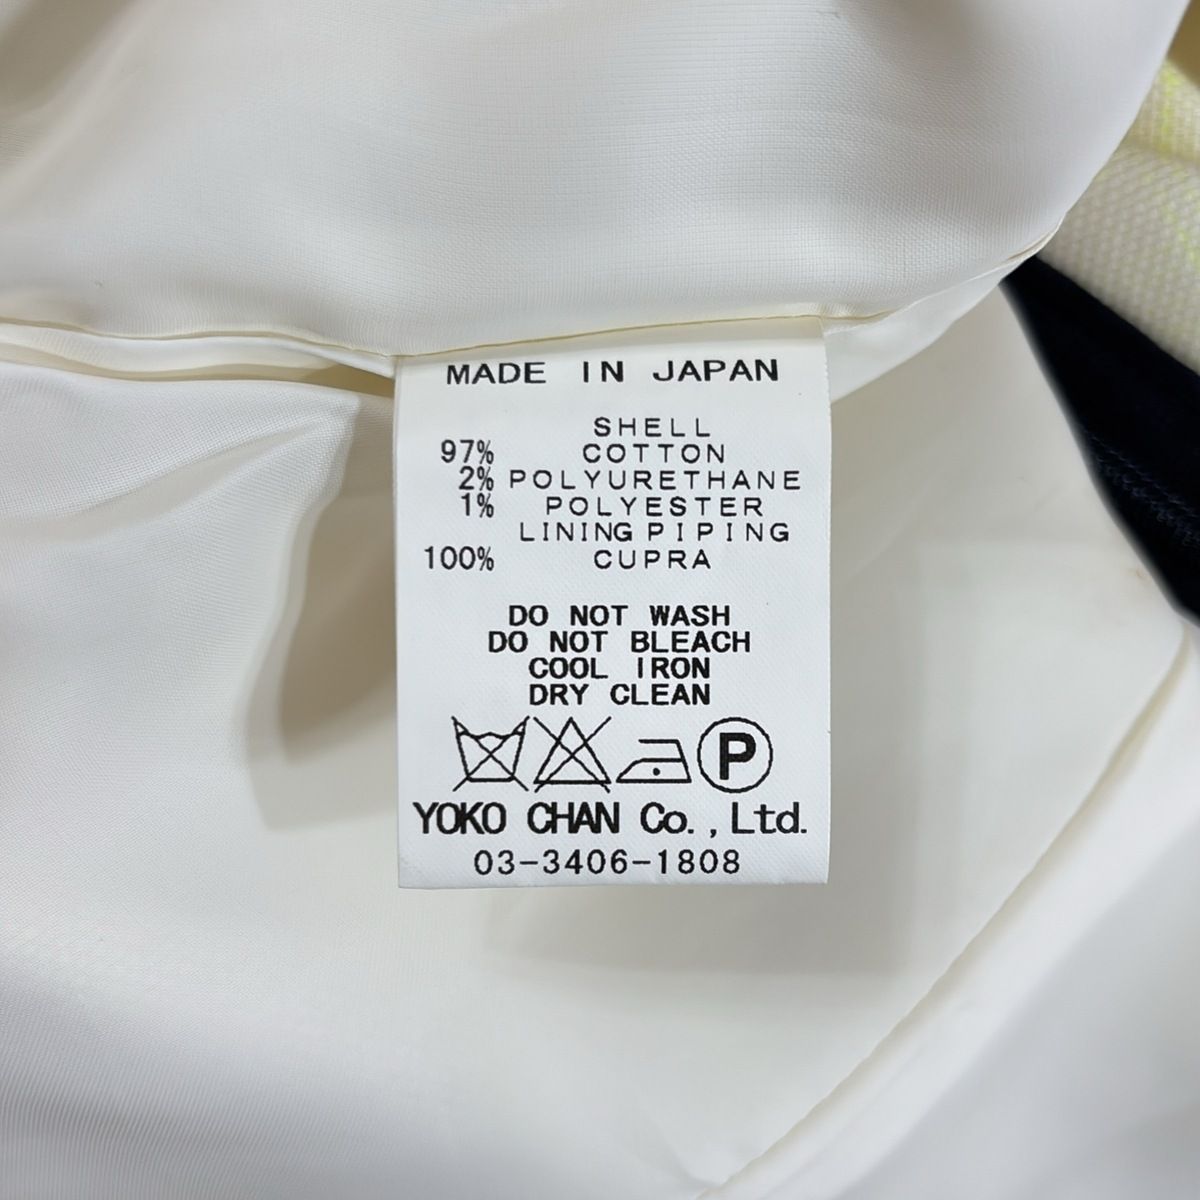 MADE IN JAPAN
SHELL
97% COTTON
2% POLYURETHANE
1% POLYESTER
LINING PIPING
100% CUPRA
DO NOT WASH
DO NOT BLEACH
COOL IRON
DRY CLEAN
P
YOKO CHAN Co.,Ltd.
03-3406-1808